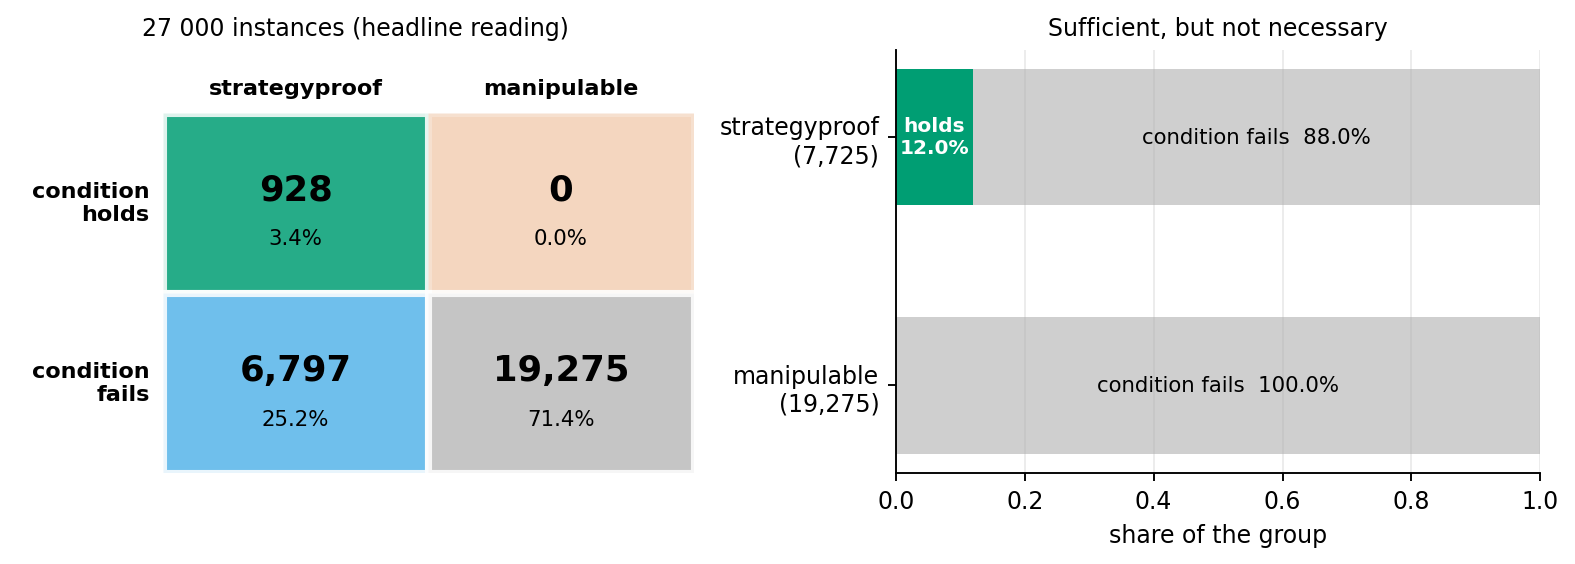 27 000 instances (headline reading)
strategyproof
manipulable
condition
holds
928
3.4%
0
0.0%
condition
fails
6,797
25.2%
19,275
71.4%
Sufficient, but not necessary
strategyproof
(7,725)
holds
12.0%
condition fails  88.0%
manipulable
(19,275)
condition fails  100.0%
0.0
0.2
0.4
0.6
0.8
1.0
share of the group